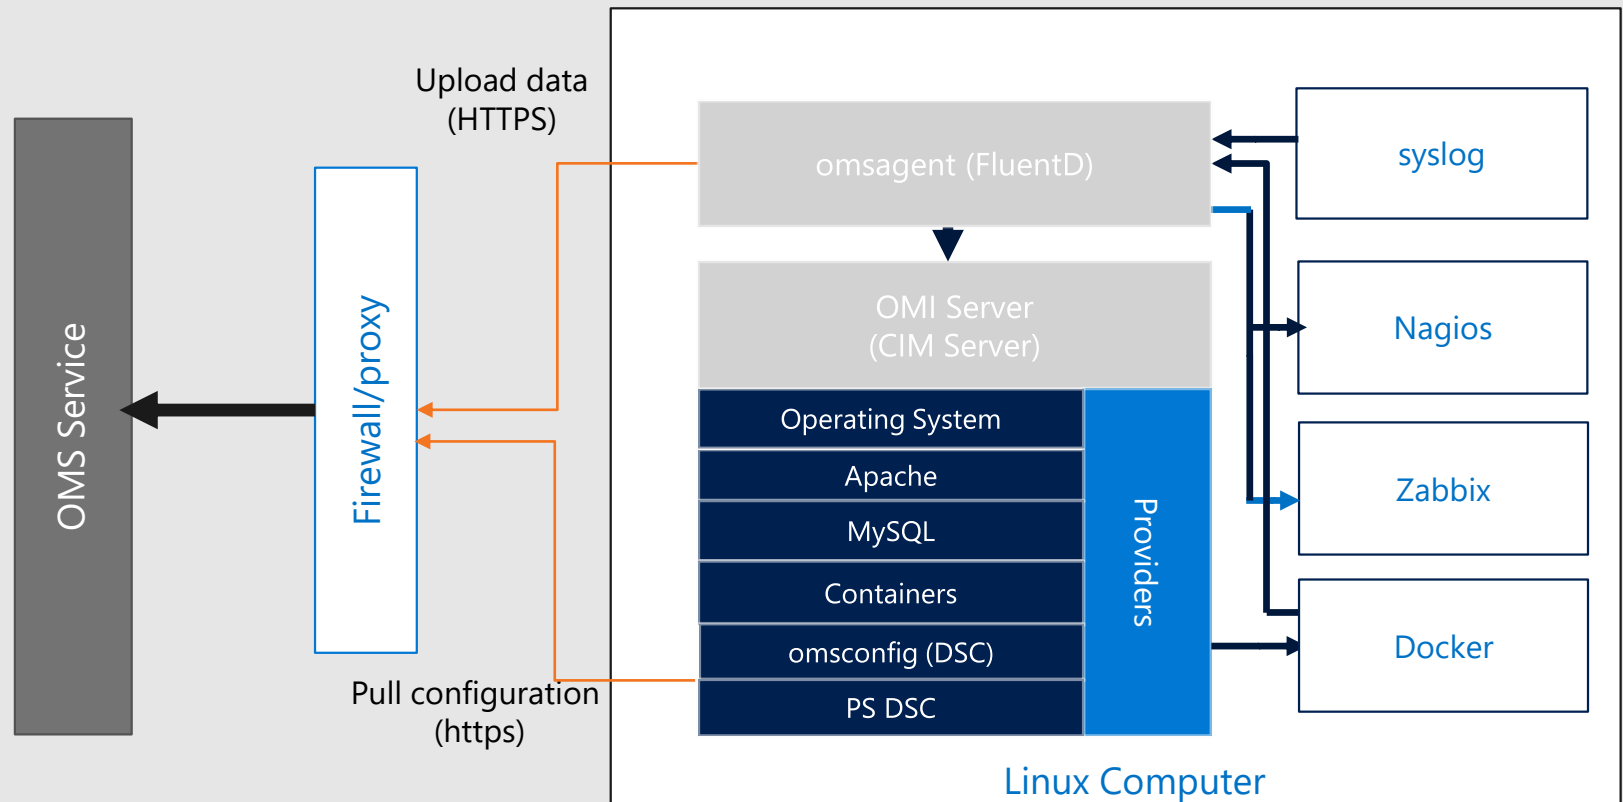 Upload data
(HTTPS)
OMS Service
Firewall/proxy
Pull configuration
(https)
omsagent (FluentD)
OMI Server
(CIM Server)
Operating System
Apache
MySQL
Containers
omsconfig (DSC)
PS DSC
Providers
syslog
Nagios
Zabbix
Docker
Linux Computer